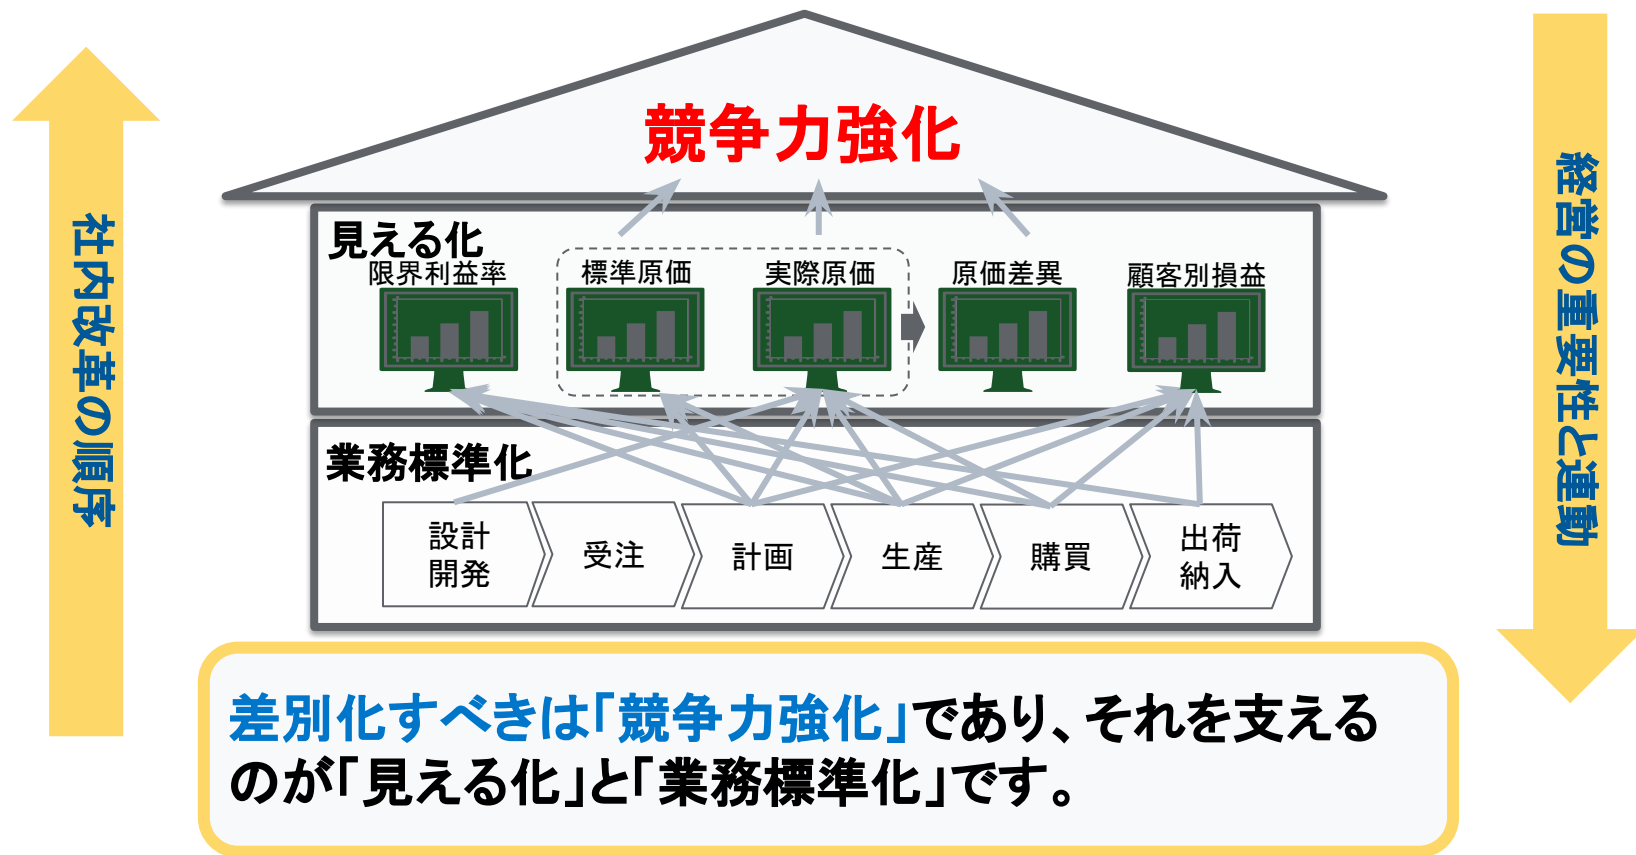 競争力強化
社内改革の順序
経営の重要性と連動
見える化
限界利益率
標準原価
実際原価
原価差異
顧客別損益
業務標準化
設計
開発
受注
計画
生産
購買
出荷
納入
差別化すべきは「競争力強化」であり、それを支える
のが「見える化」と「業務標準化」です。